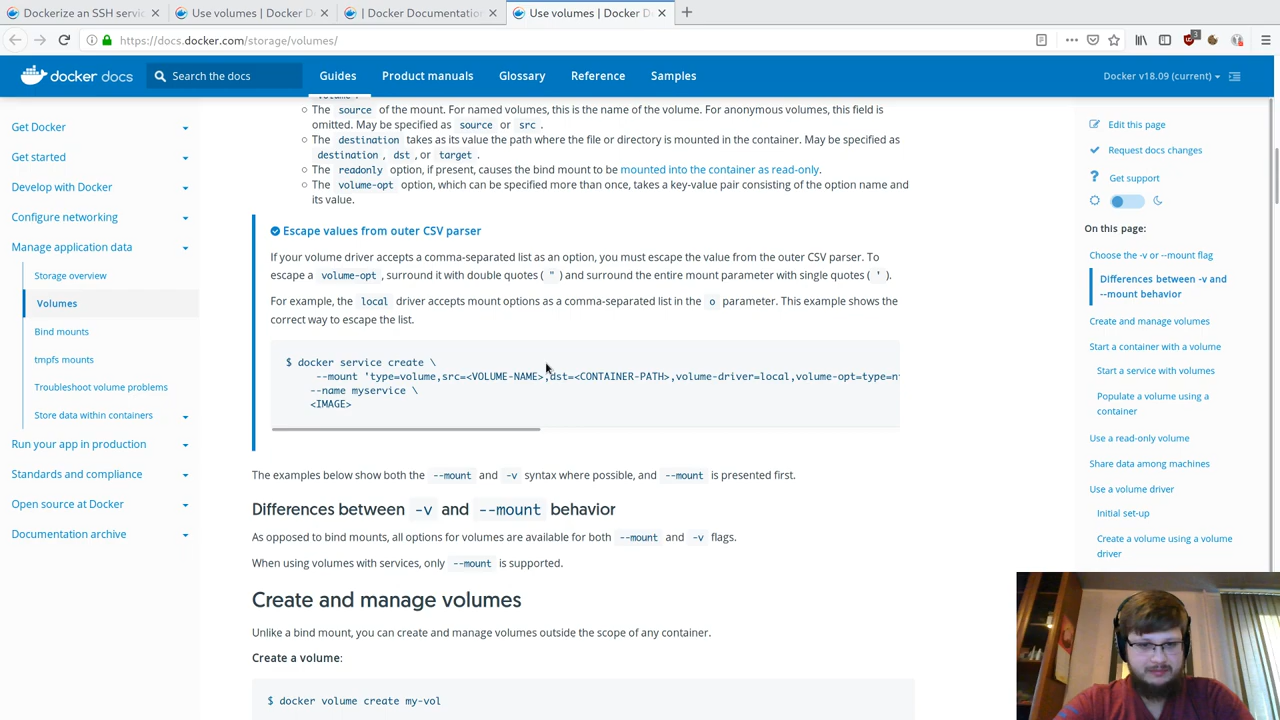 Dockerize an SSH servic
Use volumes | Docker D
| Docker Documentation
Use volumes | Docker D
https://docs.docker.com/storage/volumes/
3
docker docs
Search the docs
Guides
Product manuals
Glossary
Reference
Samples
Docker v18.09 (current)
Get Docker
Get started
Develop with Docker
Configure networking
Manage application data
Storage overview
Volumes
Bind mounts
tmpfs mounts
Troubleshoot volume problems
Store data within containers
Run your app in production
Standards and compliance
Open source at Docker
Documentation archive
The source of the mount. For named volumes, this is the name of the volume. For anonymous volumes, this field is
omitted. May be specified as source or src .
The destination takes as its value the path where the file or directory is mounted in the container. May be specified as
destination , dst , or target .
The readonly option, if present, causes the bind mount to be mounted into the container as read-only.
The volume-opt option, which can be specified more than once, takes a key-value pair consisting of the option name and
its value.
Escape values from outer CSV parser
If your volume driver accepts a comma-separated list as an option, you must escape the value from the outer CSV parser. To
escape a volume-opt , surround it with double quotes ( " ) and surround the entire mount parameter with single quotes ( ' ).
For example, the local driver accepts mount options as a comma-separated list in the o parameter. This example shows the
correct way to escape the list.
$ docker service create \
--mount 'type=volume,src=<VOLUME-NAME>,dst=<CONTAINER-PATH>,volume-driver=local,volume-opt=type=n
--name myservice \
<IMAGE>
The examples below show both the --mount and -v syntax where possible, and --mount is presented first.
Differences between -v and --mount behavior
As opposed to bind mounts, all options for volumes are available for both --mount and -v flags.
When using volumes with services, only --mount is supported.
Create and manage volumes
Unlike a bind mount, you can create and manage volumes outside the scope of any container.
Create a volume:
$ docker volume create my-vol
Edit this page
Request docs changes
Get support
On this page:
Choose the -v or --mount flag
Differences between -v and
--mount behavior
Create and manage volumes
Start a container with a volume
Start a service with volumes
Populate a volume using a
container
Use a read-only volume
Share data among machines
Use a volume driver
Initial set-up
Create a volume using a volume
driver